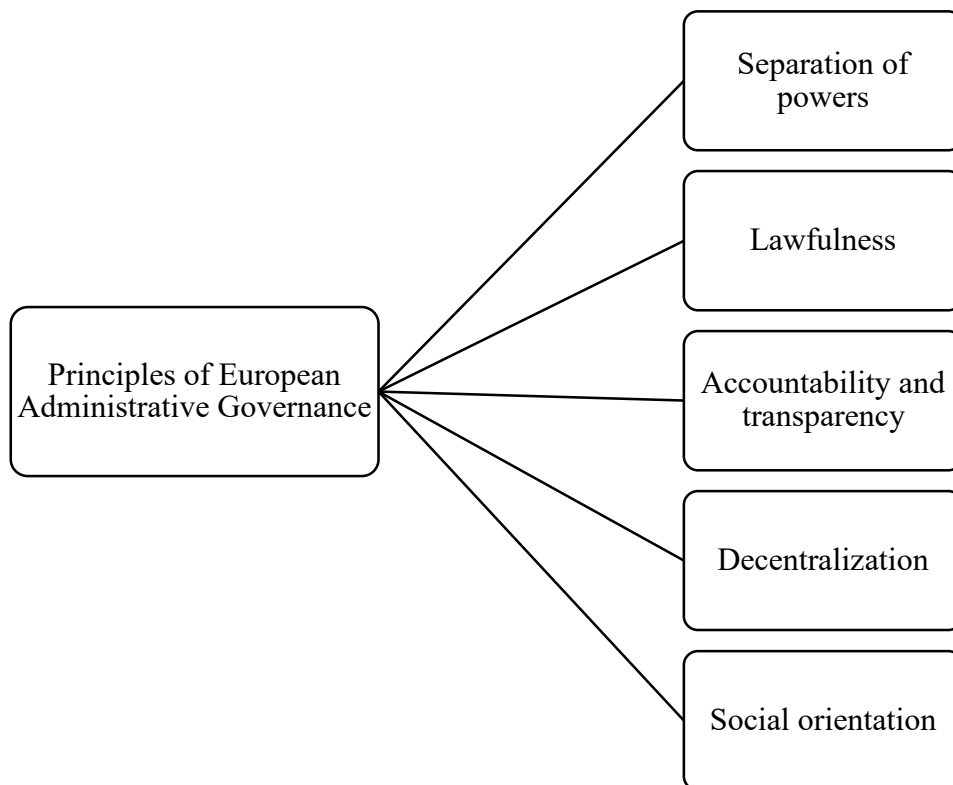 Principles of European
Administrative Governance
Separation of
powers
Lawfulness
Accountability and
transparency
Decentralization
Social orientation